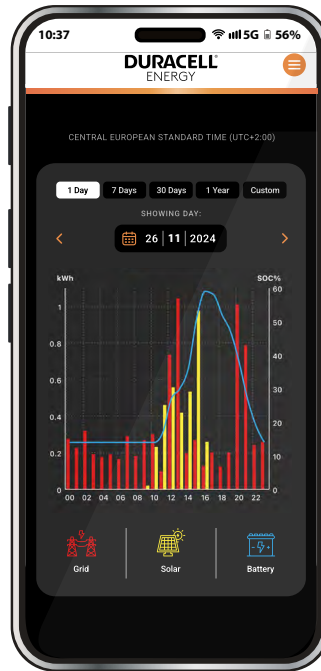 10:37 5G 56%
DURACELL®
ENERGY
CENTRAL EUROPEAN STANDARD TIME (UTC+2:00)
1 Day 7 Days 30 Days 1 Year Custom
SHOWING DAY:
26 11 2024
kWh SOC%
1 60
0.8 50
0.6 40
0.4 30
0.2 20
0 10
0
00 02 04 06 08 10 12 14 16 18 20 22
Grid Solar Battery